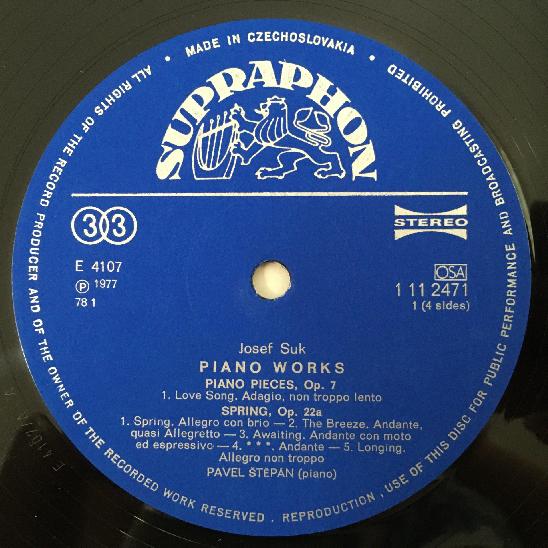 MADE IN CZECHOSLOVAKIA
ALL RIGHTS OF THE RECORD PRODUCER AND OF THE OWNER OF THE RECORDED WORK RESERVED . REPRODUCTION , USE OF THIS DISC FOR PUBLIC PERFORMANCE AND BROADCASTING PROHIBITED
SUPRAPHON
33
STEREO
E 4107
OSA
℗ 1977
1 11 2471
78 1
1 (4 sides)
Josef Suk
PIANO WORKS
PIANO PIECES, Op. 7
1. Love Song. Adagio, non troppo lento
SPRING, Op. 22a
1. Spring. Allegro con brio — 2. The Breeze. Andante,
quasi Allegretto — 3. Awaiting. Andante con moto
ed espressivo — 4. * * *. Andante — 5. Longing.
Allegro non troppo
PAVEL ŠTĚPÁN (piano)